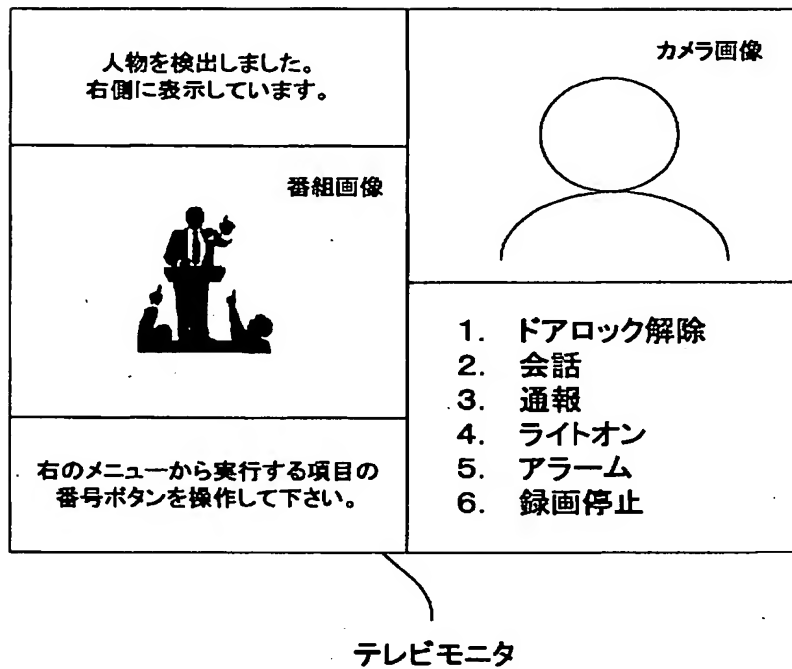 人物を検出しました。
右側に表示しています。
番組画像
右のメニューから実行する項目の
番号ボタンを操作して下さい。
カメラ画像
1. ドアロック解除
2. 会話
3. 通報
4. ライトオン
5. アラーム
6. 録画停止
テレビモニタ